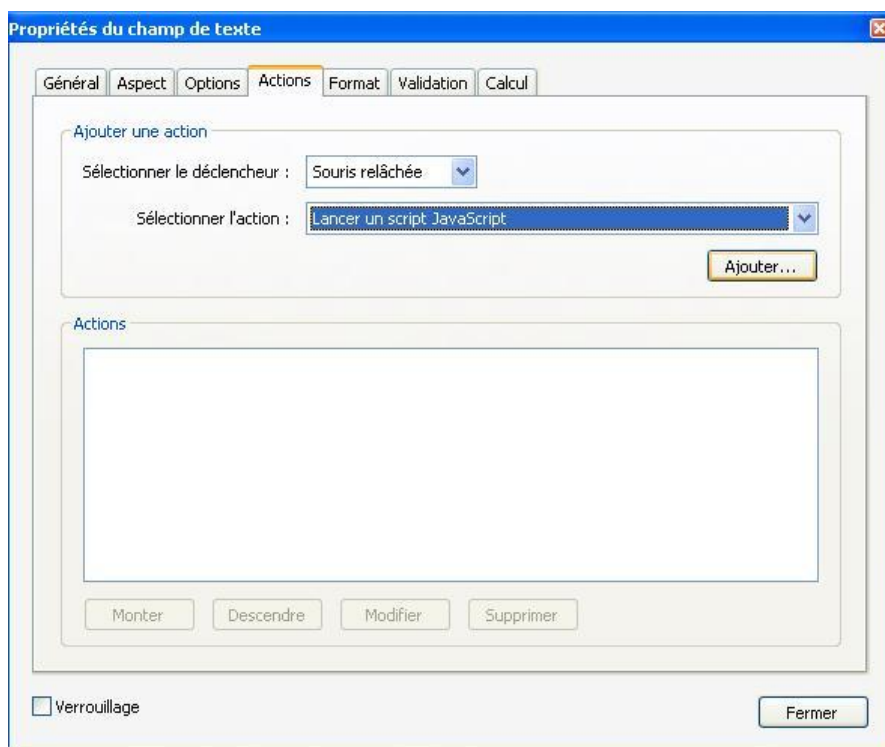 Propriétés du champ de texte
Général Aspect Options Actions Format Validation Calcul
Ajouter une action
Sélectionner le déclencheur : Souris relâchée
Sélectionner l'action : Lancer un script JavaScript
Ajouter...
Actions
Monter Descendre Modifier Supprimer
Verrouillage
Fermer